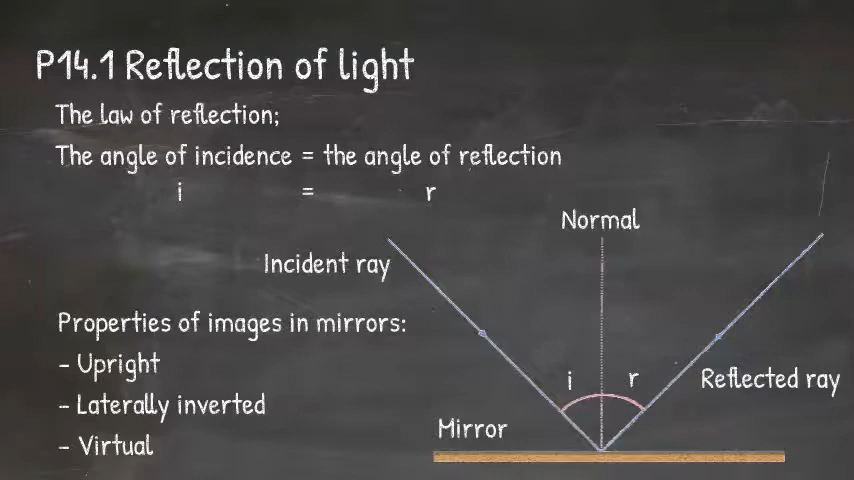 P14.1 Reflection of light
The law of reflection;
The angle of incidence = the angle of reflection
i = r
Normal
Incident ray
Properties of images in mirrors:
- Upright
i r
Reflected ray
- Laterally inverted
Mirror
- Virtual